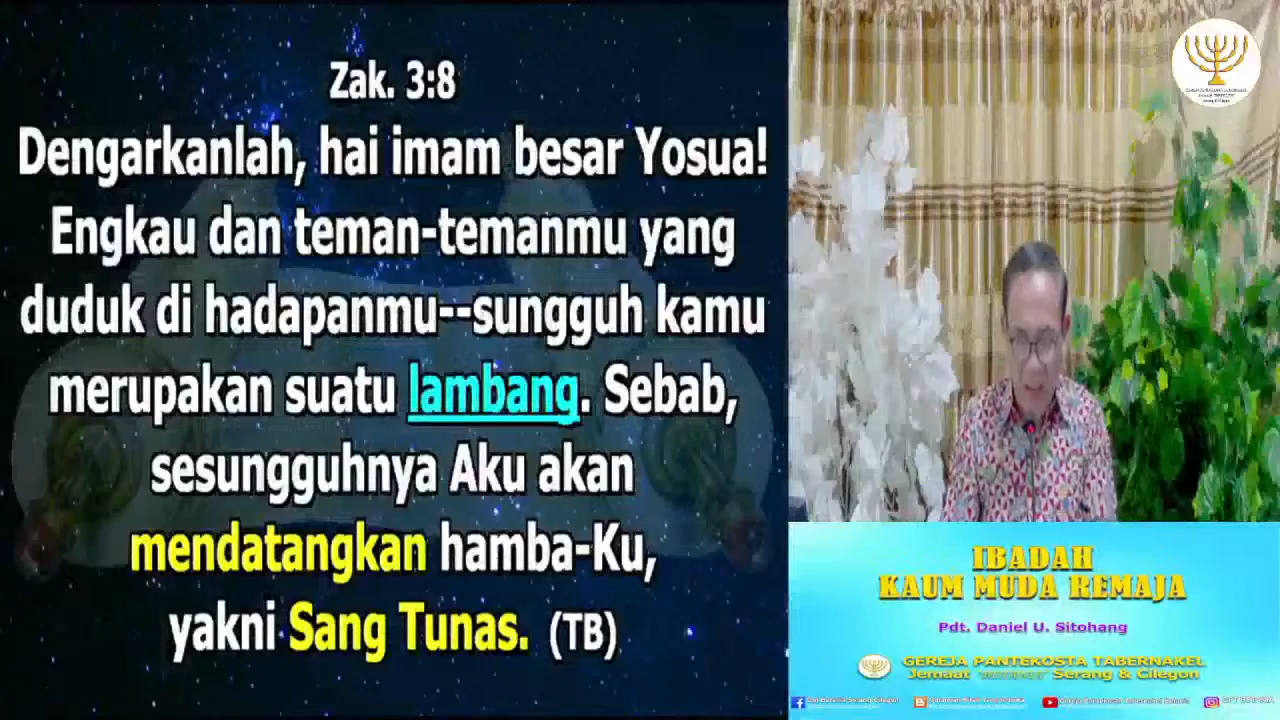 Zak. 3:8
Dengarkanlah, hai imam besar Yosua!
Engkau dan teman-temanmu yang
duduk di hadapanmu--sungguh kamu
merupakan suatu lambang. Sebab,
sesungguhnya Aku akan
mendatangkan hamba-Ku,
yakni Sang Tunas. (TB)
IBADAH
KAUM MUDA REMAJA
Pdt. Daniel U. Sitohang
GEREJA PANTEKOSTA TABERNAKEL
Jemaat Serang & Cilegon